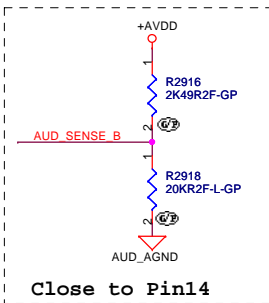 +AVDD
1
R2916
2K49R2F-GP
2 G/P
AUD_SENSE_B
1
R2918
20KR2F-L-GP
2 G/P
AUD_AGND
Close to Pin14